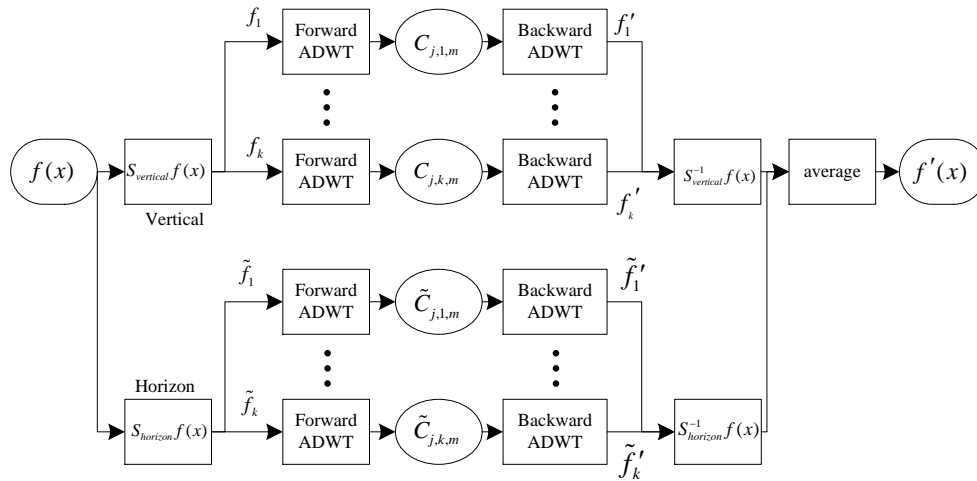 f_1
Forward
ADWT
C_{j,1,m}
Backward
ADWT
f_1'
f(x)
S_{vertical} f(x)
Vertical
f_k
Forward
ADWT
C_{j,k,m}
Backward
ADWT
f_k'
S_{vertical}^{-1} f(x)
average
f'(x)
\tilde{f}_1
Forward
ADWT
\tilde{C}_{j,1,m}
Backward
ADWT
\tilde{f}_1'
Horizon
S_{horizon} f(x)
\tilde{f}_k
Forward
ADWT
\tilde{C}_{j,k,m}
Backward
ADWT
\tilde{f}_k'
S_{horizon}^{-1} f(x)